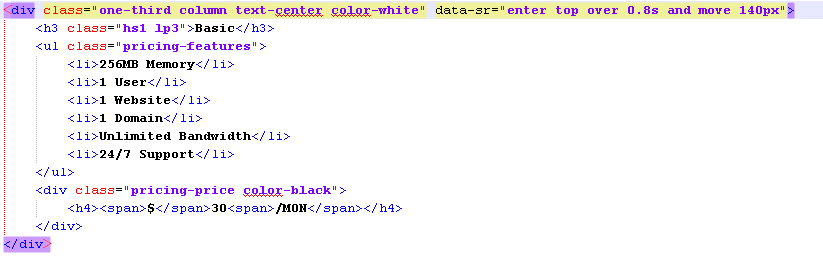 <div class="one-third column text-center color-white" data-sr="enter top over 0.8s and move 140px">
<h3 class="hs1 lp3">Basic</h3>
<ul class="pricing-features">
<li>256MB Memory</li>
<li>1 User</li>
<li>1 Website</li>
<li>1 Domain</li>
<li>Unlimited Bandwidth</li>
<li>24/7 Support</li>
</ul>
<div class="pricing-price color-black">
<h4><span>$</span>30<span>/MON</span></h4>
</div>
</div>